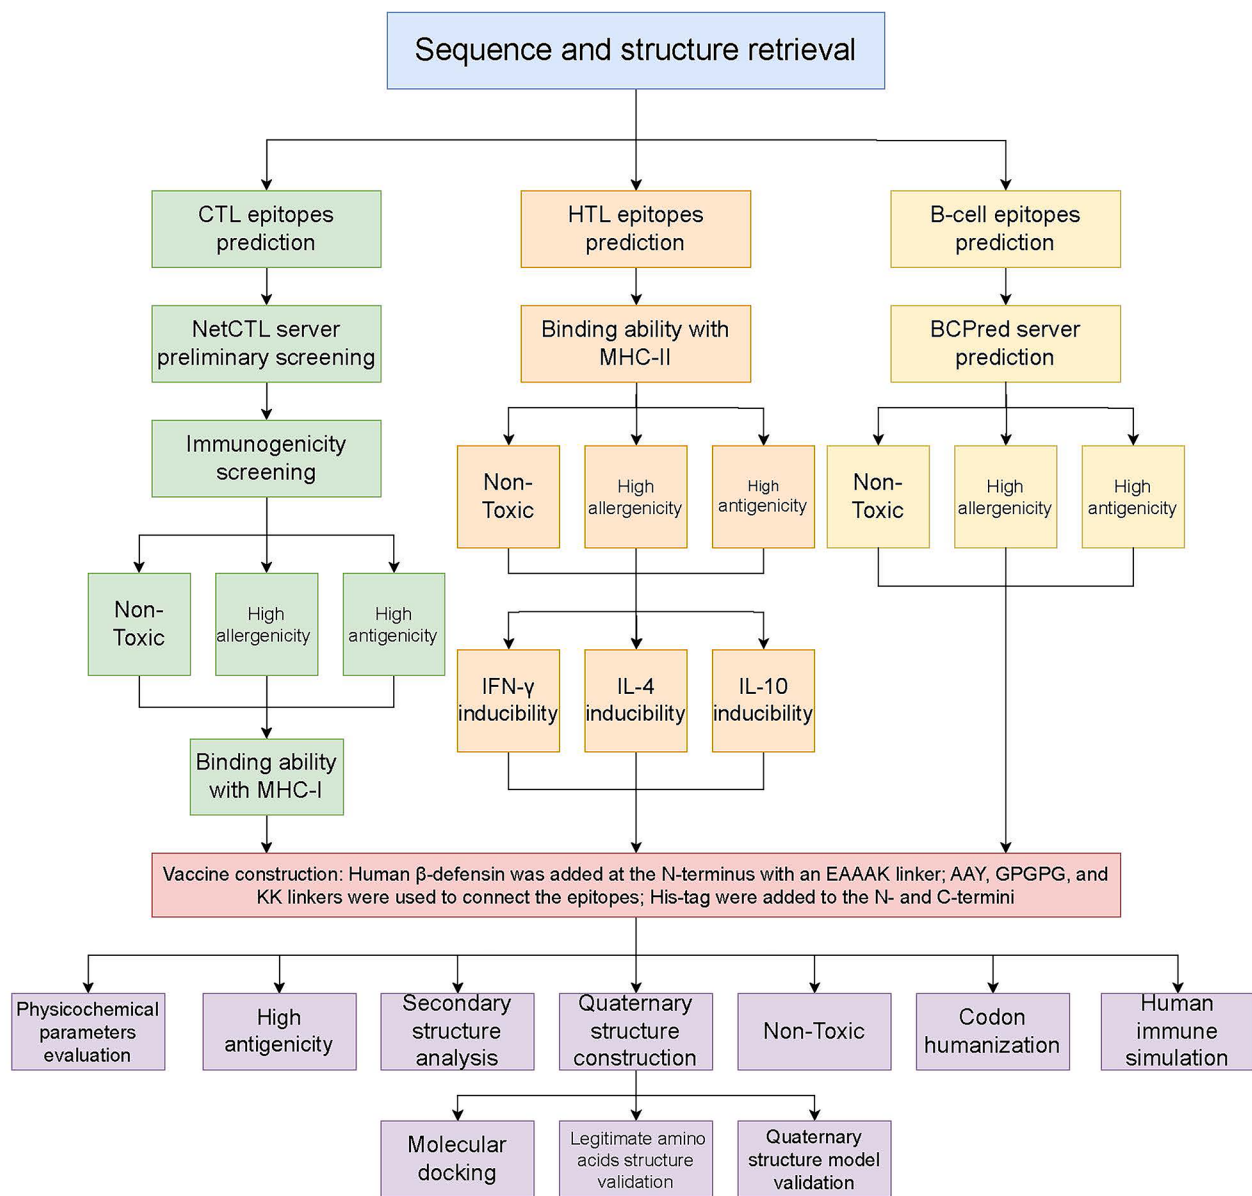 Sequence and structure retrieval
CTL epitopes
prediction
HTL epitopes
prediction
B-cell epitopes
prediction
NetCTL server
preliminary screening
Binding ability with
MHC-II
BCPred server
prediction
Immunogenicity
screening
Non-
Toxic
High
allergenicity
High
antigenicity
Non-
Toxic
High
allergenicity
High
antigenicity
Non-
Toxic
High
allergenicity
High
antigenicity
IFN-γ
inducibility
IL-4
inducibility
IL-10
inducibility
Binding ability
with MHC-I
Vaccine construction: Human β-defensin was added at the N-terminus with an EAAAK linker; AAY, GPGPG, and
KK linkers were used to connect the epitopes; His-tag were added to the N- and C-termini
Physicochemical
parameters
evaluation
High
antigenicity
Secondary
structure
analysis
Quaternary
structure
construction
Non-Toxic
Codon
humanization
Human
immune
simulation
Molecular
docking
Legitimate amino
acids structure
validation
Quaternary
structure model
validation